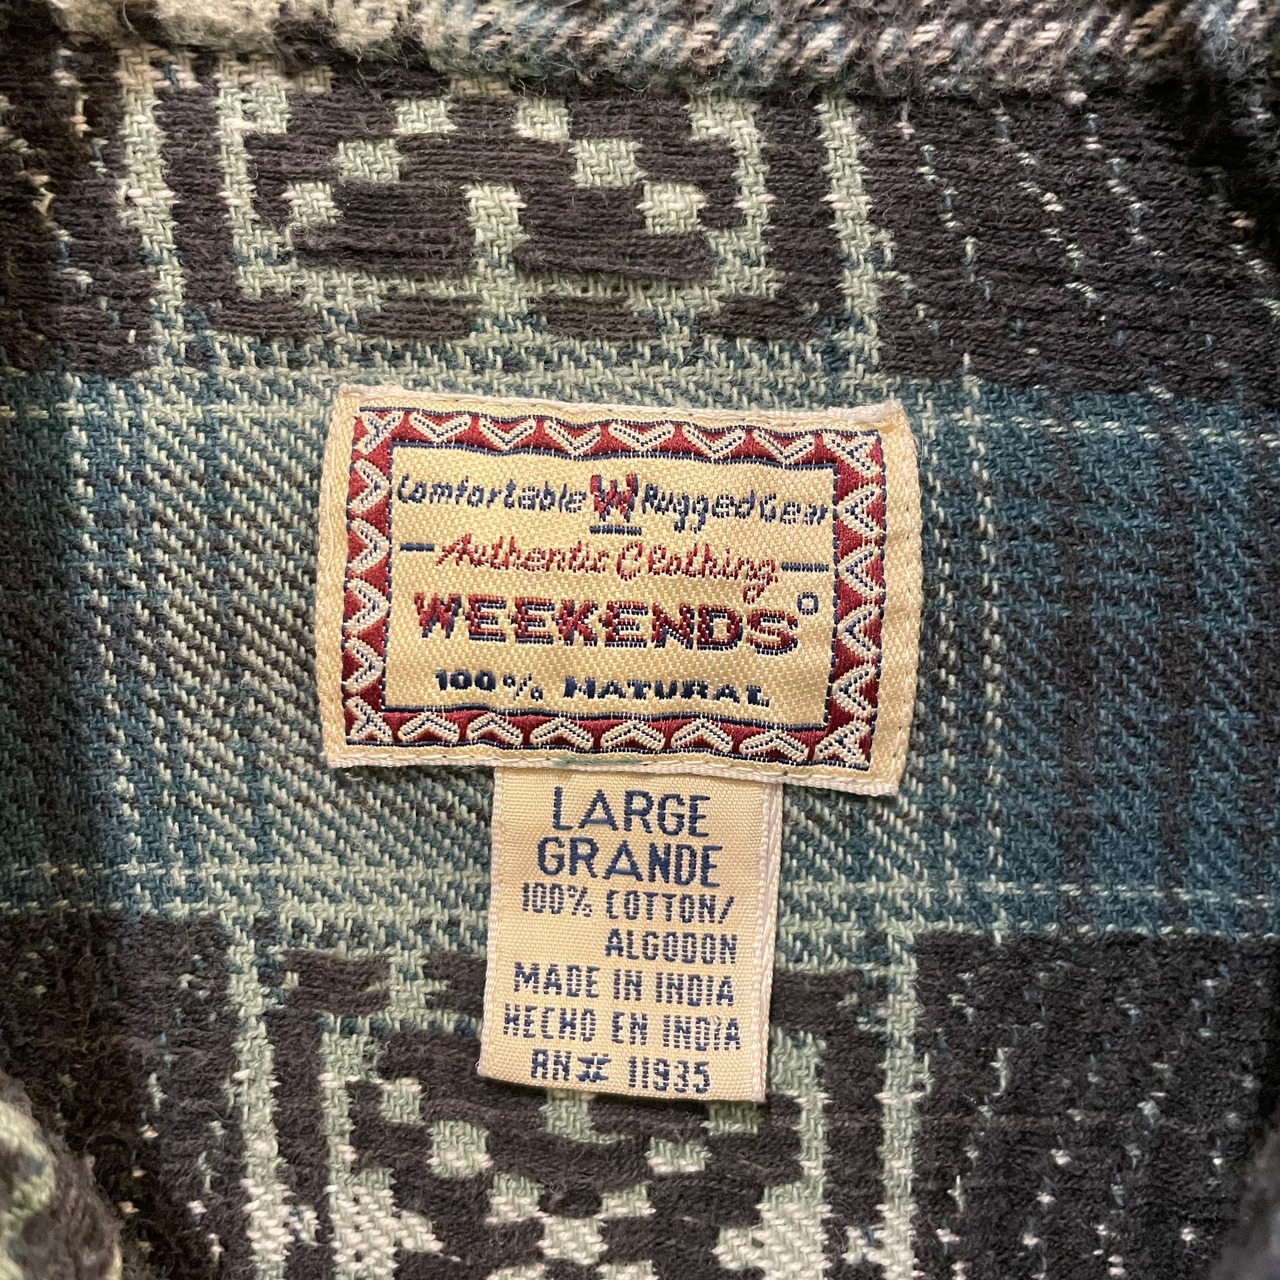 Comfortable W Rugged Gear
Authentic Clothing
WEEKENDS
100% NATURAL
LARGE
GRANDE
100% COTTON/
ALGODON
MADE IN INDIA
HECHO EN INDIA
RN# 11935